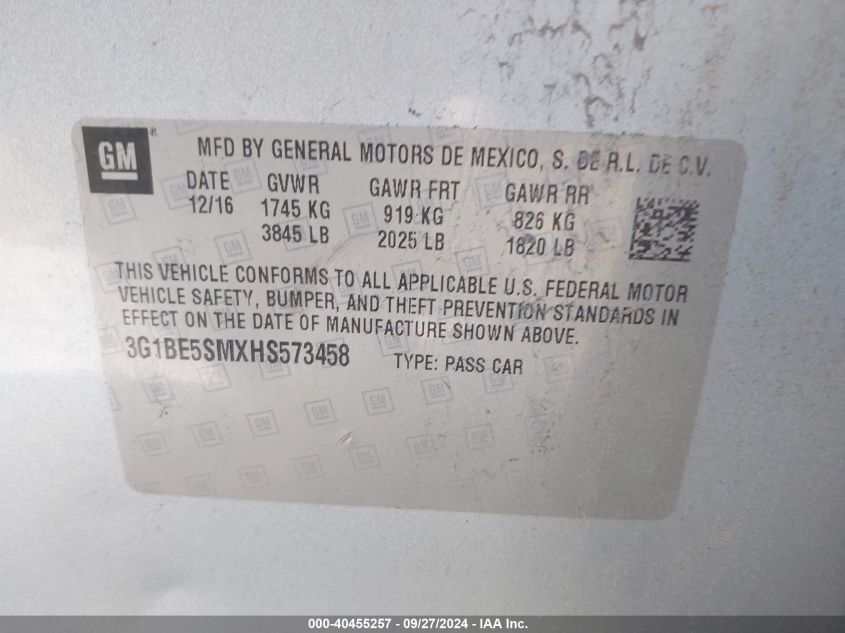 GM ® MFD BY GENERAL MOTORS DE MEXICO, S. DE R.L. DE C.V.
DATE GVWR GAWR FRT GAWR RR
12/16 1745 KG 919 KG 826 KG
3845 LB 2025 LB 1820 LB
THIS VEHICLE CONFORMS TO ALL APPLICABLE U.S. FEDERAL MOTOR
VEHICLE SAFETY, BUMPER, AND THEFT PREVENTION STANDARDS IN
EFFECT ON THE DATE OF MANUFACTURE SHOWN ABOVE.
3G1BE5SMXHS573458 TYPE: PASS CAR
000-40455257 - 09/27/2024 - IAA Inc.